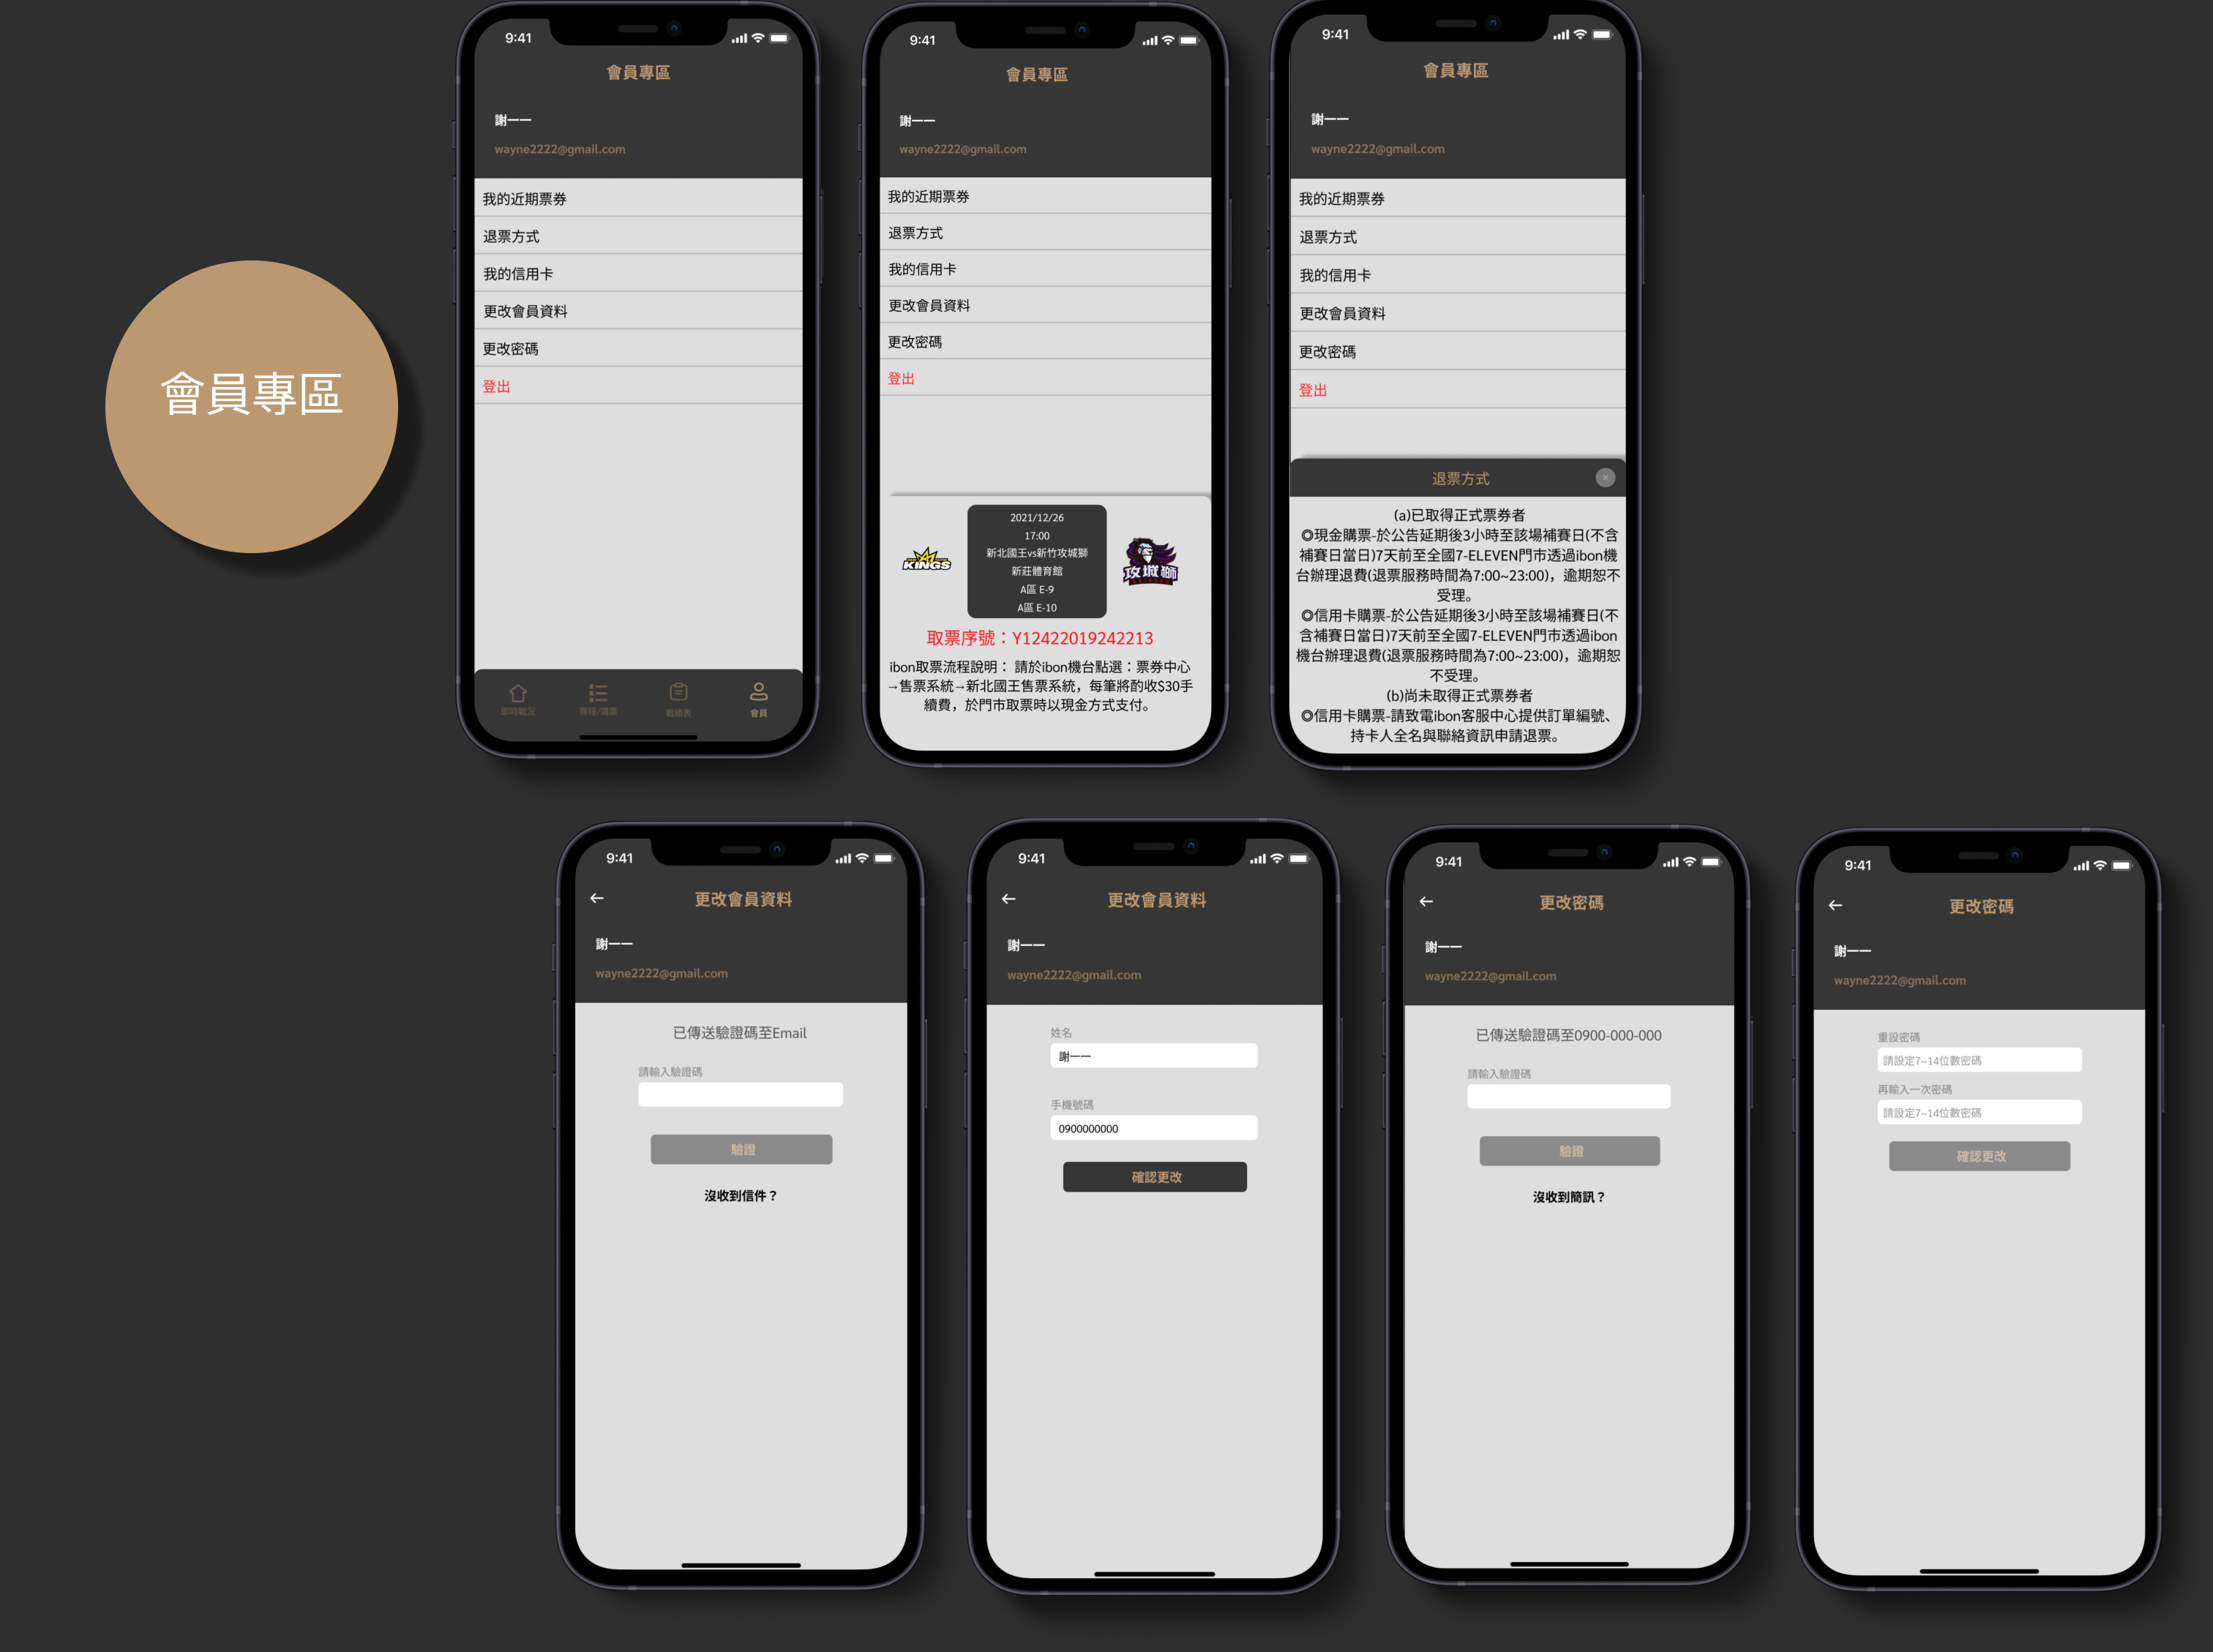 會員專區
9:41
會員專區
謝一一
wayne2222@gmail.com
我的近期票券
退票方式
我的信用卡
更改會員資料
更改密碼
登出
即時戰況
賽程/購票
戰績表
會員
9:41
會員專區
謝一一
wayne2222@gmail.com
我的近期票券
退票方式
我的信用卡
更改會員資料
更改密碼
登出
KINGS
2021/12/26
17:00
新北國王vs新竹攻城獅
新莊體育館
A區 E-9
A區 E-10
攻城獅
取票序號：Y12422019242213
ibon取票流程說明： 請於ibon機台點選：票券中心
→售票系統→新北國王售票系統，每筆將酌收$30手
續費，於門市取票時以現金方式支付。
9:41
會員專區
謝一一
wayne2222@gmail.com
我的近期票券
退票方式
我的信用卡
更改會員資料
更改密碼
登出
退票方式
(a)已取得正式票券者
◎現金購票-於公告延期後3小時至該場補賽日(不含
補賽日當日)7天前至全國7-ELEVEN門市透過ibon機
台辦理退費(退票服務時間為7:00~23:00)，逾期恕不
受理。
◎信用卡購票-於公告延期後3小時至該場補賽日(不
含補賽日當日)7天前至全國7-ELEVEN門市透過ibon
機台辦理退費(退票服務時間為7:00~23:00)，逾期恕
不受理。
(b)尚未取得正式票券者
◎信用卡購票-請致電ibon客服中心提供訂單編號、
持卡人全名與聯絡資訊申請退票。
9:41
更改會員資料
謝一一
wayne2222@gmail.com
已傳送驗證碼至Email
請輸入驗證碼
驗證
沒收到信件？
9:41
更改會員資料
謝一一
wayne2222@gmail.com
姓名
謝一一
手機號碼
0900000000
確認更改
9:41
更改密碼
謝一一
wayne2222@gmail.com
已傳送驗證碼至0900-000-000
請輸入驗證碼
驗證
沒收到簡訊？
9:41
更改密碼
謝一一
wayne2222@gmail.com
重設密碼
請設定7~14位數密碼
再輸入一次密碼
請設定7~14位數密碼
確認更改